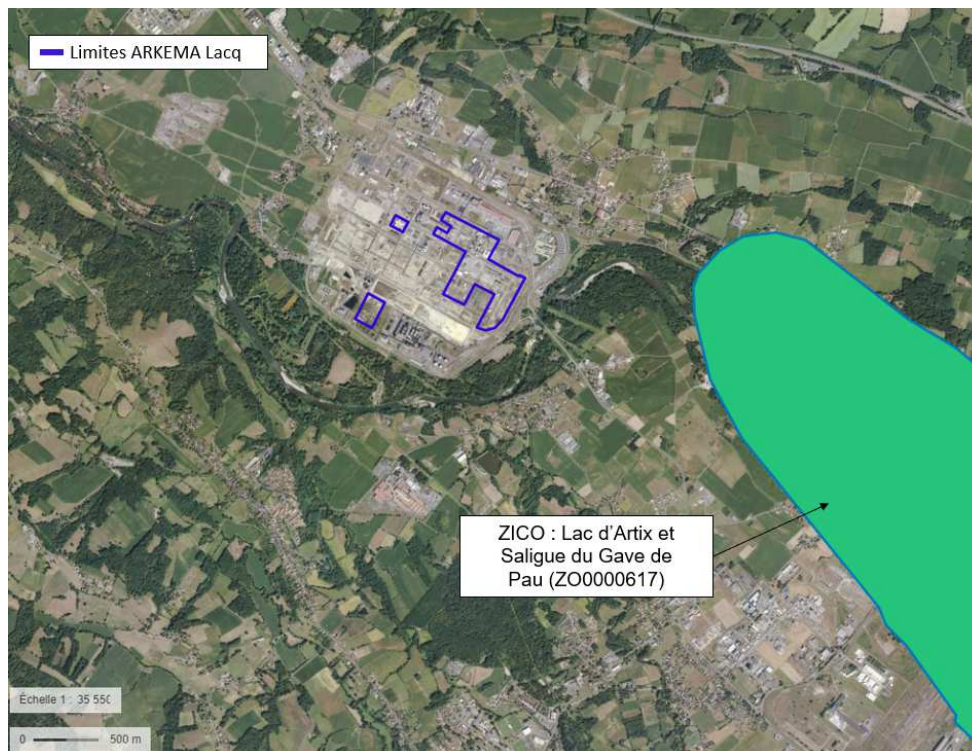 Limites ARKEMA Lacq
ZICO : Lac d'Artix et
Saligue du Gave de
Pau (ZO0000617)
Échelle 1 : 35 550
0 500 m